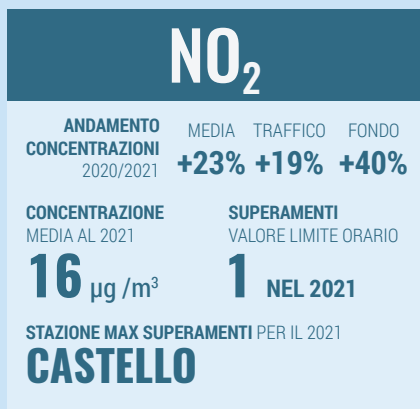 NO₂
ANDAMENTO
CONCENTRAZIONI
2020/2021
MEDIA TRAFFICO FONDO
+23% +19% +40%
CONCENTRAZIONE
MEDIA AL 2021
16 µg /m³
SUPERAMENTI
VALORE LIMITE ORARIO
1 NEL 2021
STAZIONE MAX SUPERAMENTI PER IL 2021
CASTELLO